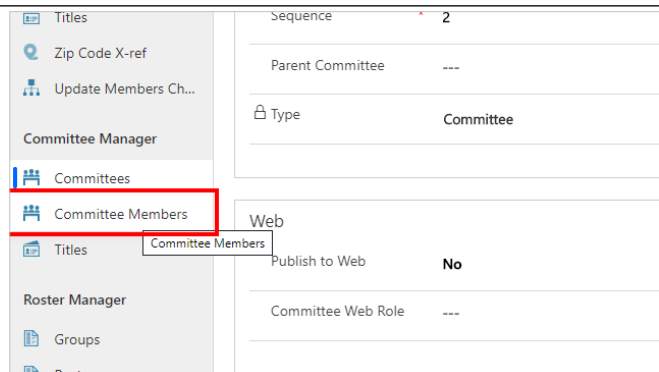 Titles
Zip Code X-ref
Update Members Ch...
Committee Manager
Committees
Committee Members
Titles
Committee Members
Roster Manager
Groups
Sequence * 2
Parent Committee ---
Type Committee
Web
Publish to Web No
Committee Web Role ---